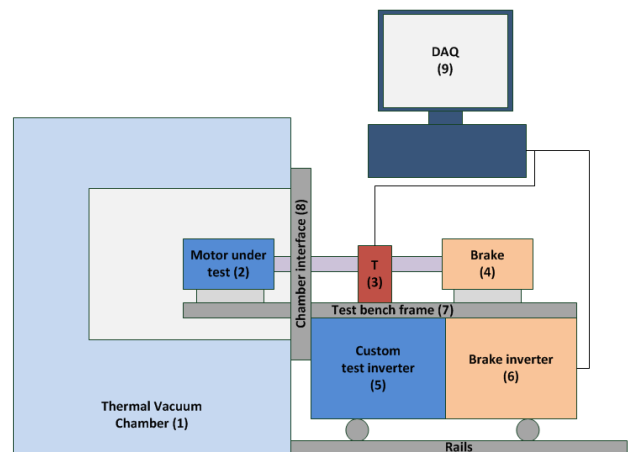 DAQ
(9)
Motor under
test (2)
Chamber interface (8)
T
(3)
Brake
(4)
Test bench frame (7)
Custom
test inverter
(5)
Brake inverter
(6)
Thermal Vacuum
Chamber (1)
Rails